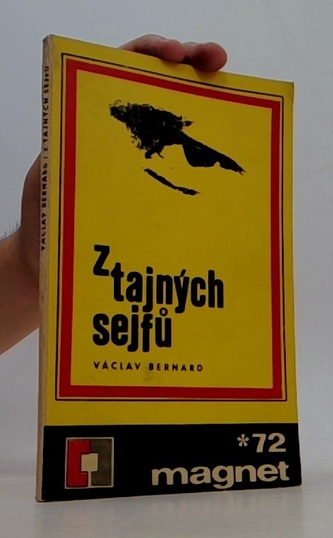 z
tajných
sejfů
VÁCLAV BERNARD
*72
magnet
VÁCLAV BERNARD / Z TAJNÝCH SEJFŮ